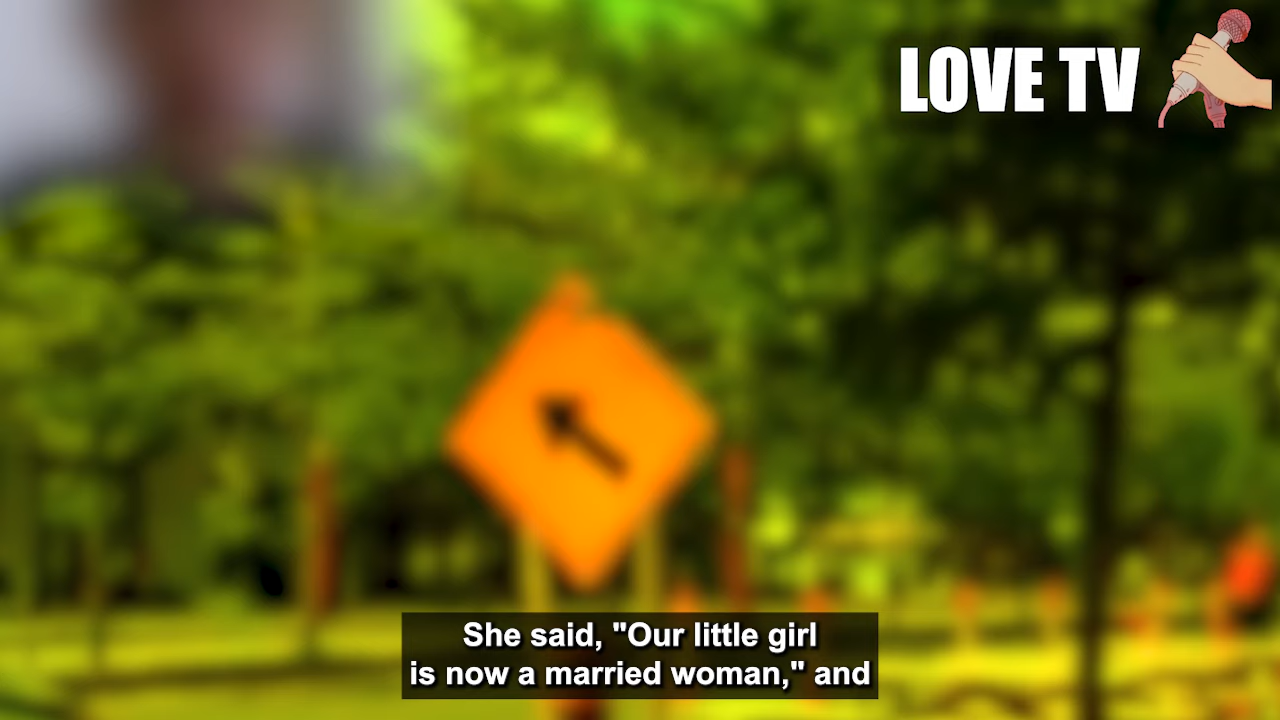 LOVE TV
She said, "Our little girl
is now a married woman," and